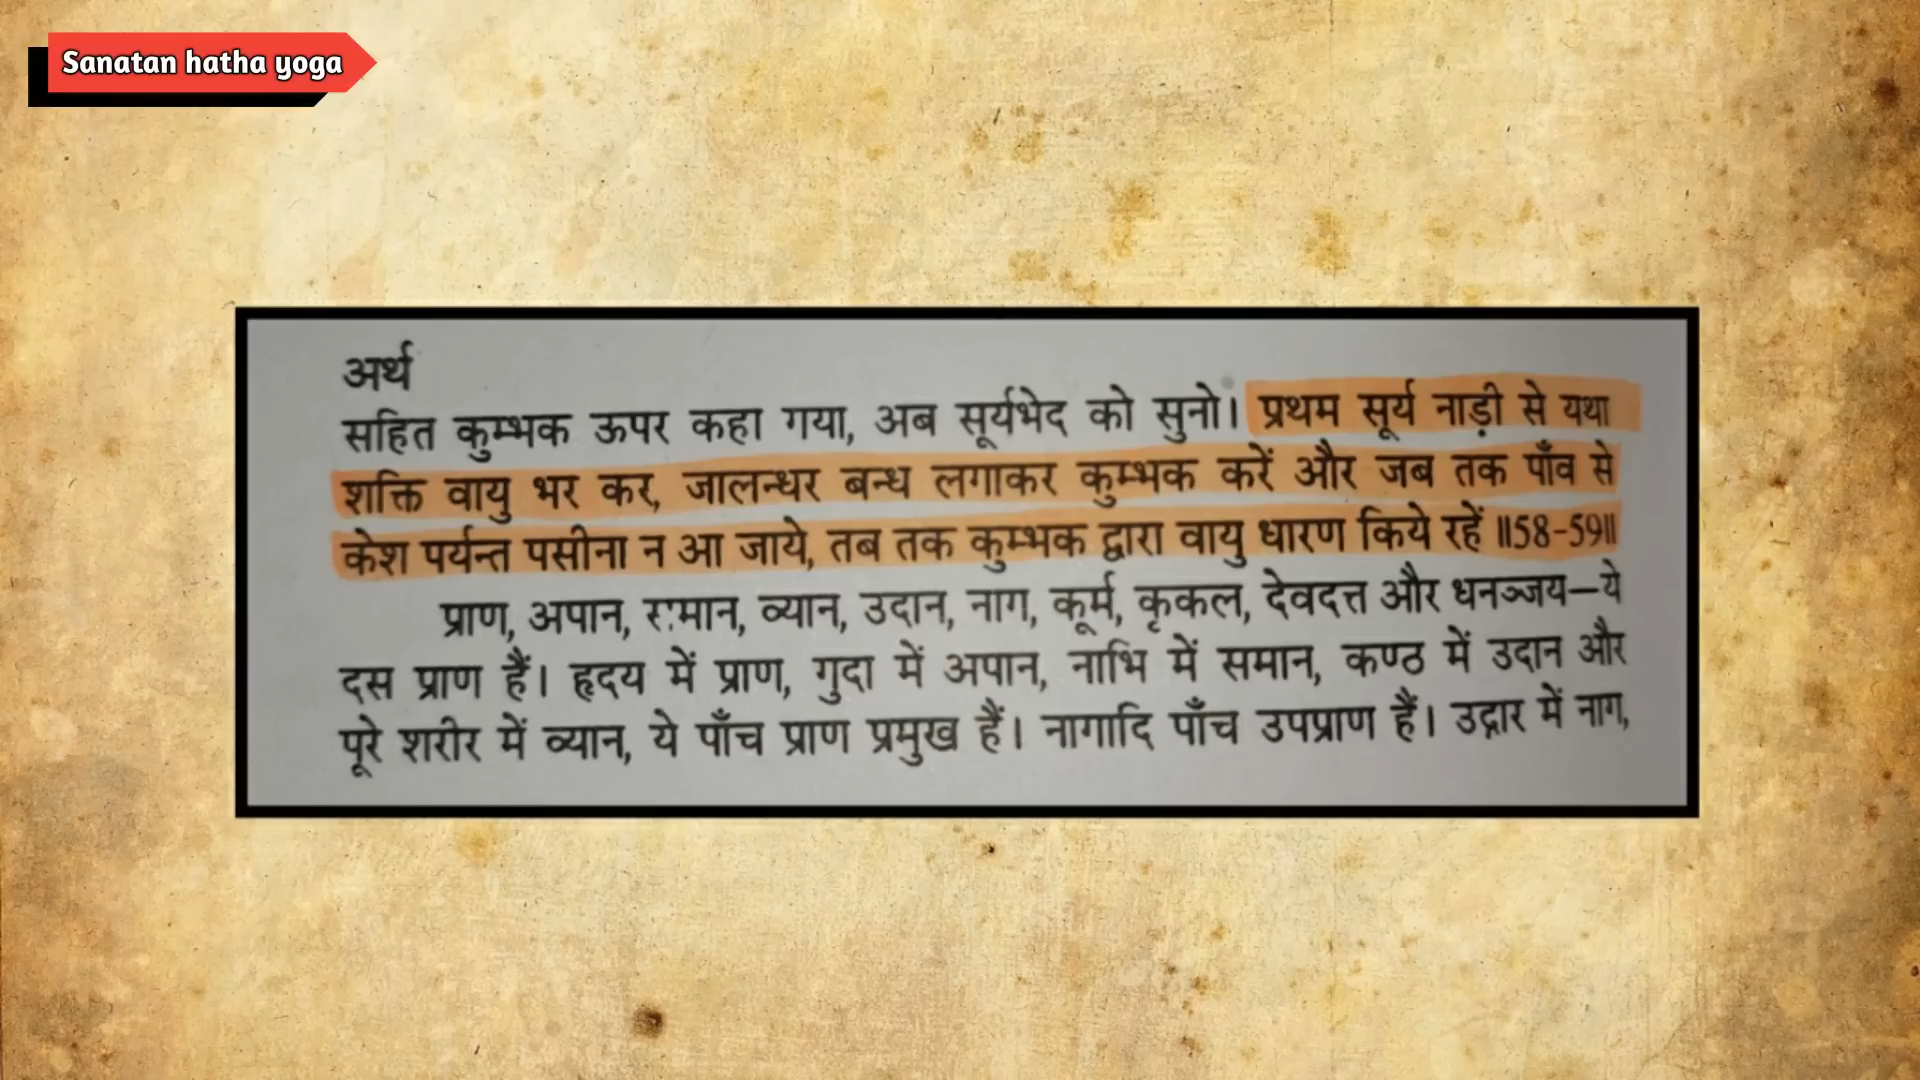 Sanatan hatha yoga
अर्थ
सहित कुम्भक ऊपर कहा गया, अब सूर्यभेद को सुनो। प्रथम सूर्य नाड़ी से यथा
शक्ति वायु भर कर, जालन्धर बन्ध लगाकर कुम्भक करें और जब तक पाँव से
केश पर्यन्त पसीना न आ जाये, तब तक कुम्भक द्वारा वायु धारण किये रहें ॥58-59॥
प्राण, अपान, समान, व्यान, उदान, नाग, कूर्म, कृकल, देवदत्त और धनञ्जय—ये
दस प्राण हैं। हृदय में प्राण, गुदा में अपान, नाभि में समान, कण्ठ में उदान और
पूरे शरीर में व्यान, ये पाँच प्राण प्रमुख हैं। नागादि पाँच उपप्राण हैं। उद्गार में नाग,